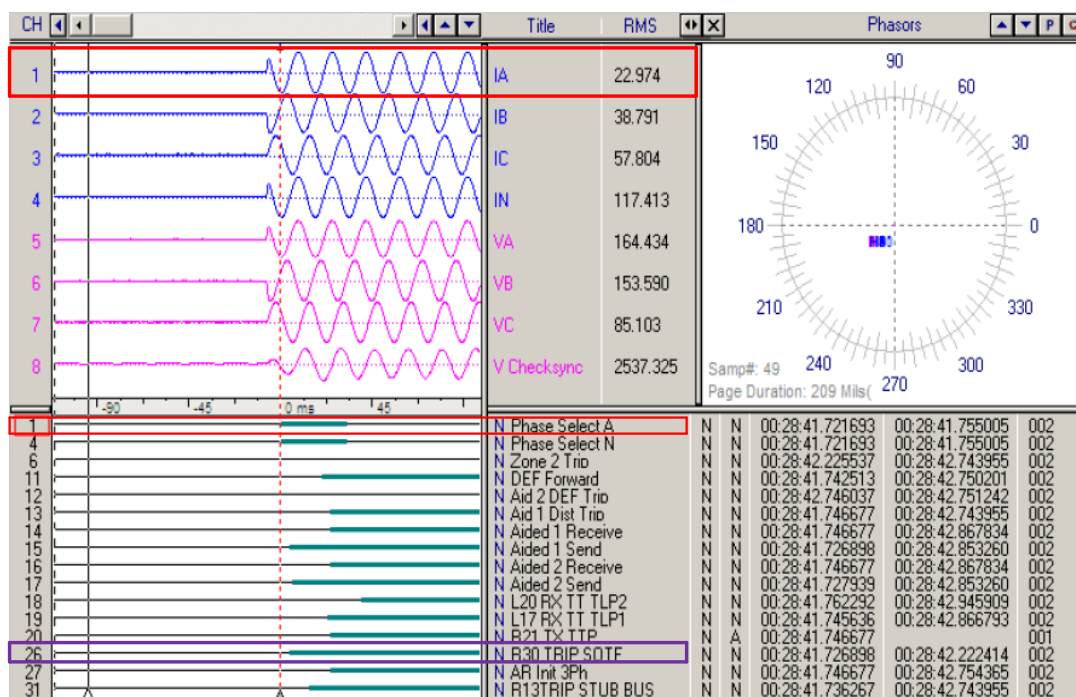 CH Title RMS Phasors P C
1 IA 22.974
2 IB 38.791
3 IC 57.804
4 IN 117.413
5 VA 164.434
6 VB 153.590
7 VC 85.103
8 V Checksync 2537.325
-90 -45 0 ms 45
90
120 60
150 30
180 0
210 330
240 300
270
Samp#: 49
Page Duration: 209 Mils(
1 N Phase Select A N N 00:28:41.721693 00:28:41.755005 002
4 N Phase Select N N N 00:28:41.721693 00:28:41.755005 002
6 N Zone 2 Trip N N 00:28:42.225537 00:28:42.743955 002
11 N DEF Forward N N 00:28:41.742513 00:28:42.750201 002
12 N Aid 2 DEF Trip N N 00:28:42.746037 00:28:42.751242 002
13 N Aid 1 Dist Trip N N 00:28:41.746677 00:28:42.743955 002
14 N Aided 1 Receive N N 00:28:41.746677 00:28:42.867834 002
15 N Aided 1 Send N N 00:28:41.726898 00:28:42.853260 002
16 N Aided 2 Receive N N 00:28:41.746677 00:28:42.867834 002
17 N Aided 2 Send N N 00:28:41.727939 00:28:42.853260 002
18 N L20 RX TT TLP2 N N 00:28:41.762292 00:28:42.945909 002
19 N L17 RX TT TLP1 N N 00:28:41.745636 00:28:42.866793 002
20 N R21 TX TTP N A 00:28:41.746677 001
26 N R30 TRIP SOTF N N 00:28:41.726898 00:28:42.222414 002
27 N AR Init 3Ph N N 00:28:41.746677 00:28:42.754365 002
31 N R13TRIP STUB BUS N N 00:28:41.736267 00:28:42.743955 002